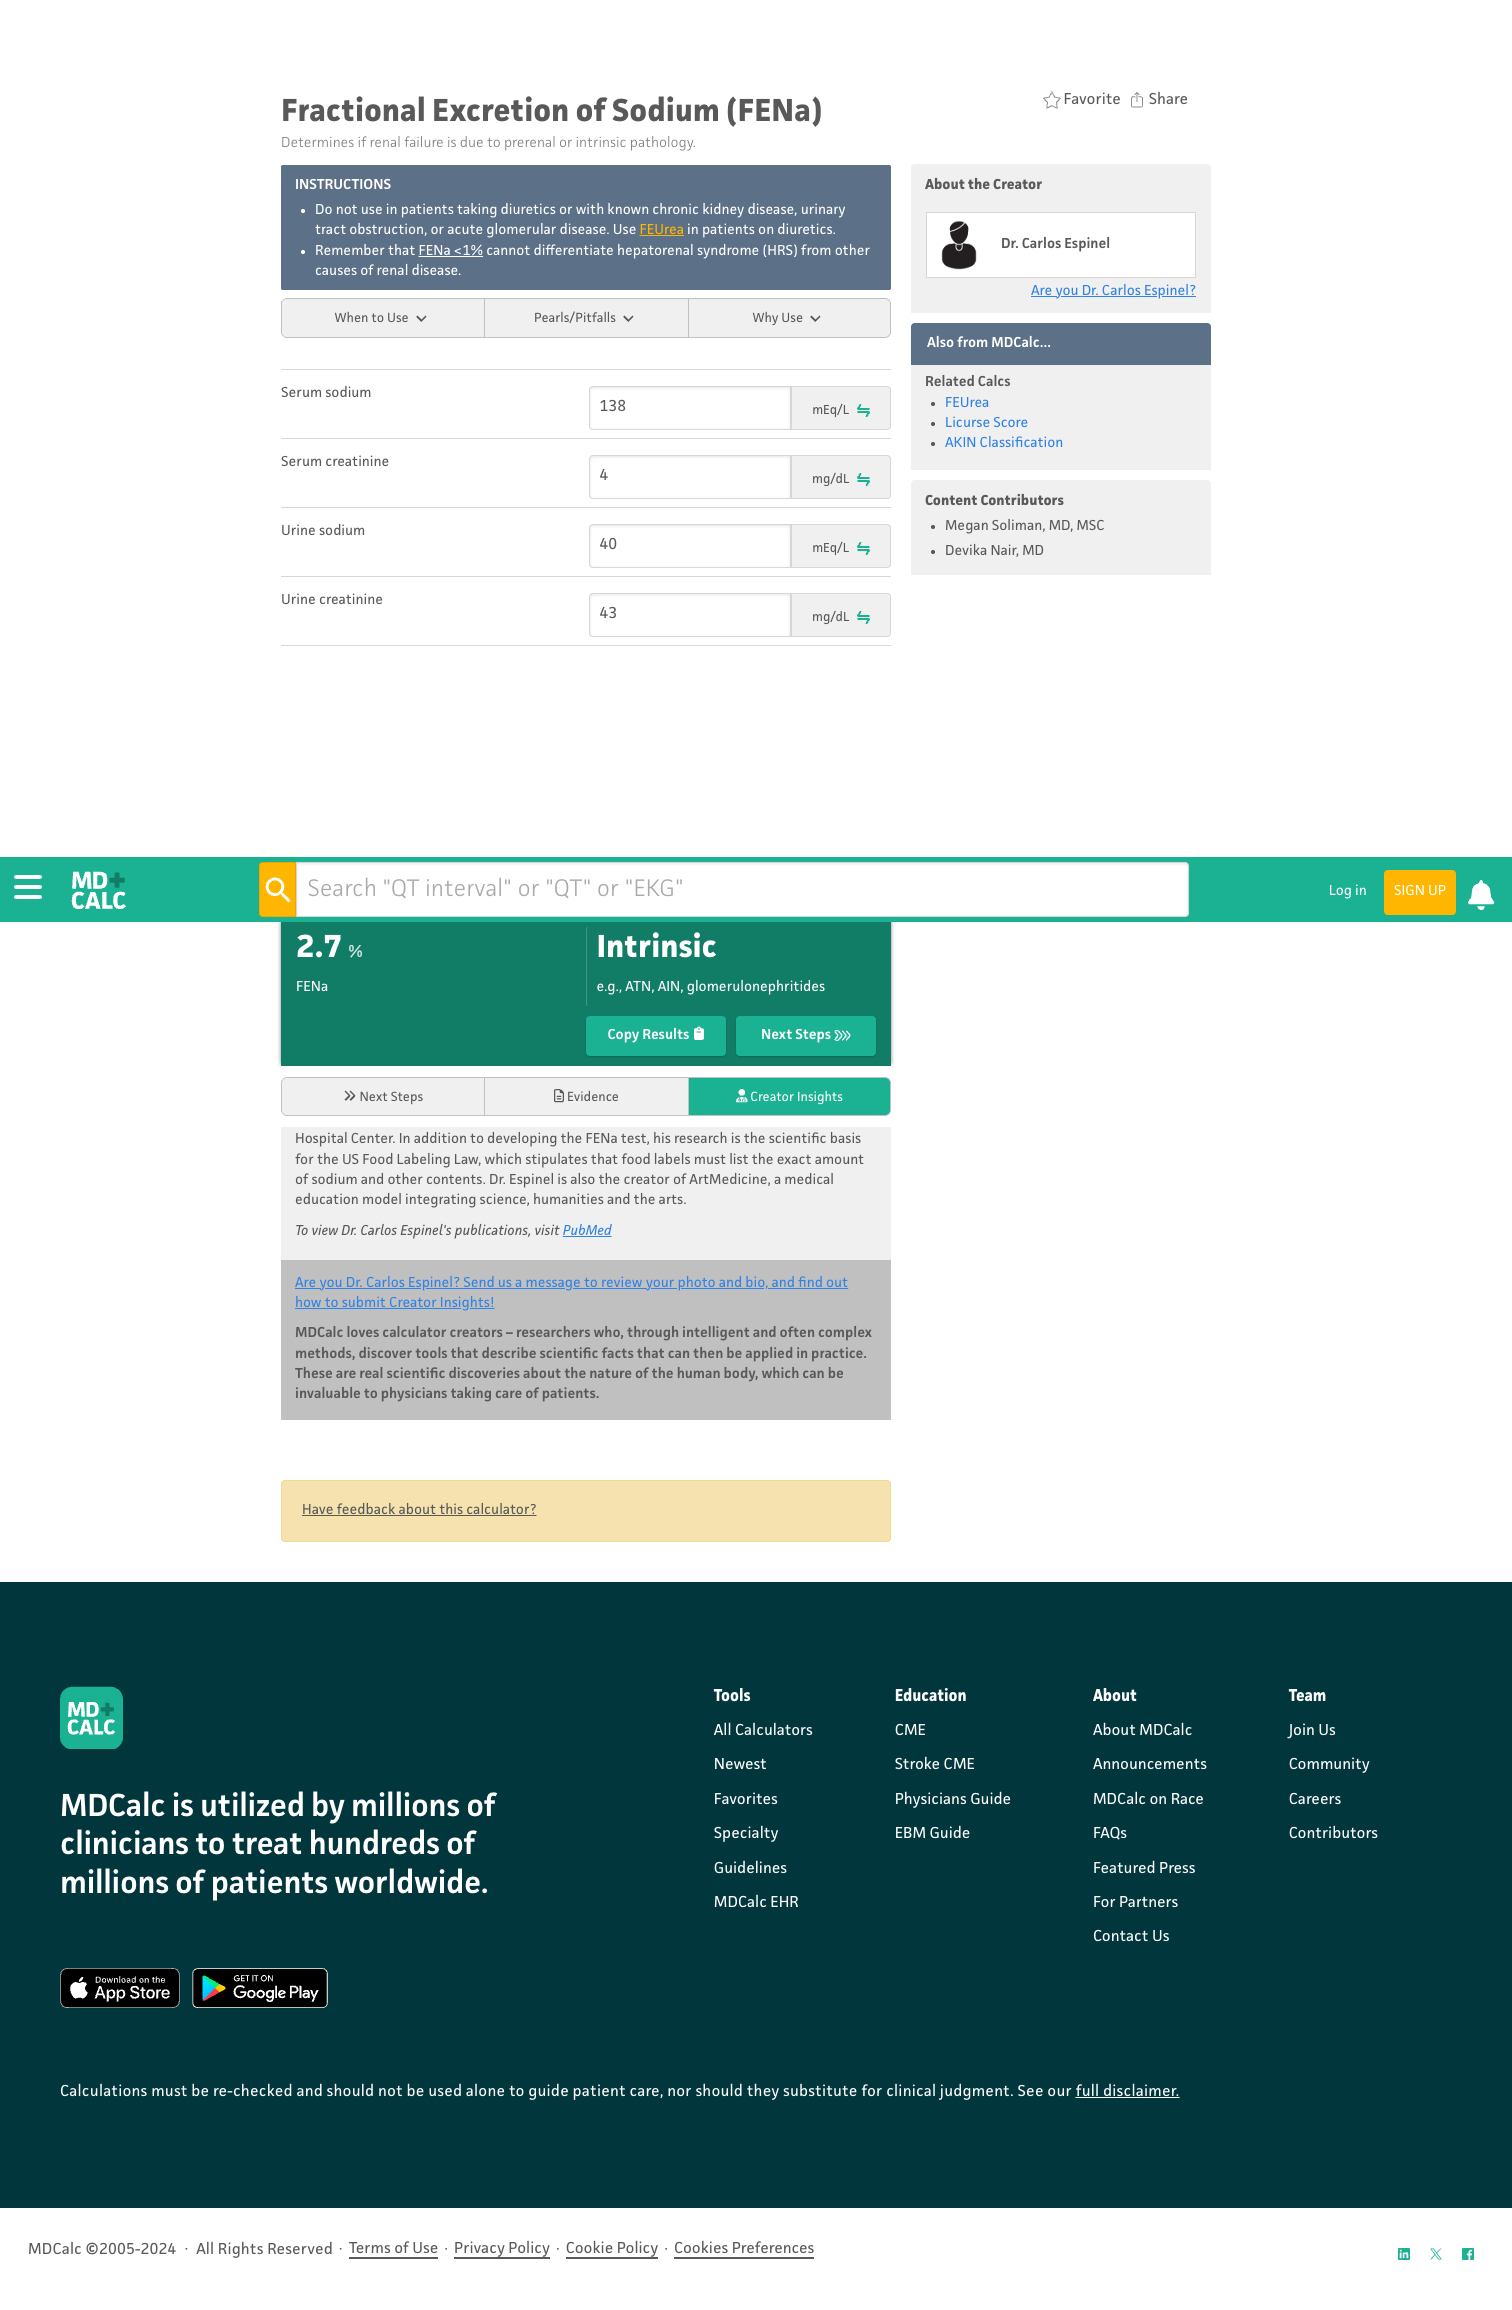 Fractional Excretion of Sodium (FENa)
Favorite
Share
Determines if renal failure is due to prerenal or intrinsic pathology.
INSTRUCTIONS
• Do not use in patients taking diuretics or with known chronic kidney disease, urinary
tract obstruction, or acute glomerular disease. Use FEUrea in patients on diuretics.
• Remember that FENa <1% cannot differentiate hepatorenal syndrome (HRS) from other
causes of renal disease.
When to Use
Pearls/Pitfalls
Why Use
Serum sodium
138
mEq/L
Serum creatinine
4
mg/dL
Urine sodium
40
mEq/L
Urine creatinine
43
mg/dL
About the Creator
Dr. Carlos Espinel
Are you Dr. Carlos Espinel?
Also from MDCalc...
Related Calcs
• FEUrea
• Licurse Score
• AKIN Classification
Content Contributors
• Megan Soliman, MD, MSC
• Devika Nair, MD
MD
CALC
Search "QT interval" or "QT" or "EKG"
Log in
SIGN UP
2.7 %
FENa
Intrinsic
e.g., ATN, AIN, glomerulonephritides
Copy Results
Next Steps
Next Steps
Evidence
Creator Insights
Hospital Center. In addition to developing the FENa test, his research is the scientific basis
for the US Food Labeling Law, which stipulates that food labels must list the exact amount
of sodium and other contents. Dr. Espinel is also the creator of ArtMedicine, a medical
education model integrating science, humanities and the arts.
To view Dr. Carlos Espinel's publications, visit PubMed
Are you Dr. Carlos Espinel? Send us a message to review your photo and bio, and find out
how to submit Creator Insights!
MDCalc loves calculator creators – researchers who, through intelligent and often complex
methods, discover tools that describe scientific facts that can then be applied in practice.
These are real scientific discoveries about the nature of the human body, which can be
invaluable to physicians taking care of patients.
Have feedback about this calculator?
MD
CALC
MDCalc is utilized by millions of
clinicians to treat hundreds of
millions of patients worldwide.
Download on the
App Store
GET IT ON
Google Play
Tools
All Calculators
Newest
Favorites
Specialty
Guidelines
MDCalc EHR
Education
CME
Stroke CME
Physicians Guide
EBM Guide
About
About MDCalc
Announcements
MDCalc on Race
FAQs
Featured Press
For Partners
Contact Us
Team
Join Us
Community
Careers
Contributors
Calculations must be re-checked and should not be used alone to guide patient care, nor should they substitute for clinical judgment. See our full disclaimer.
MDCalc ©2005-2024 · All Rights Reserved · Terms of Use · Privacy Policy · Cookie Policy · Cookies Preferences